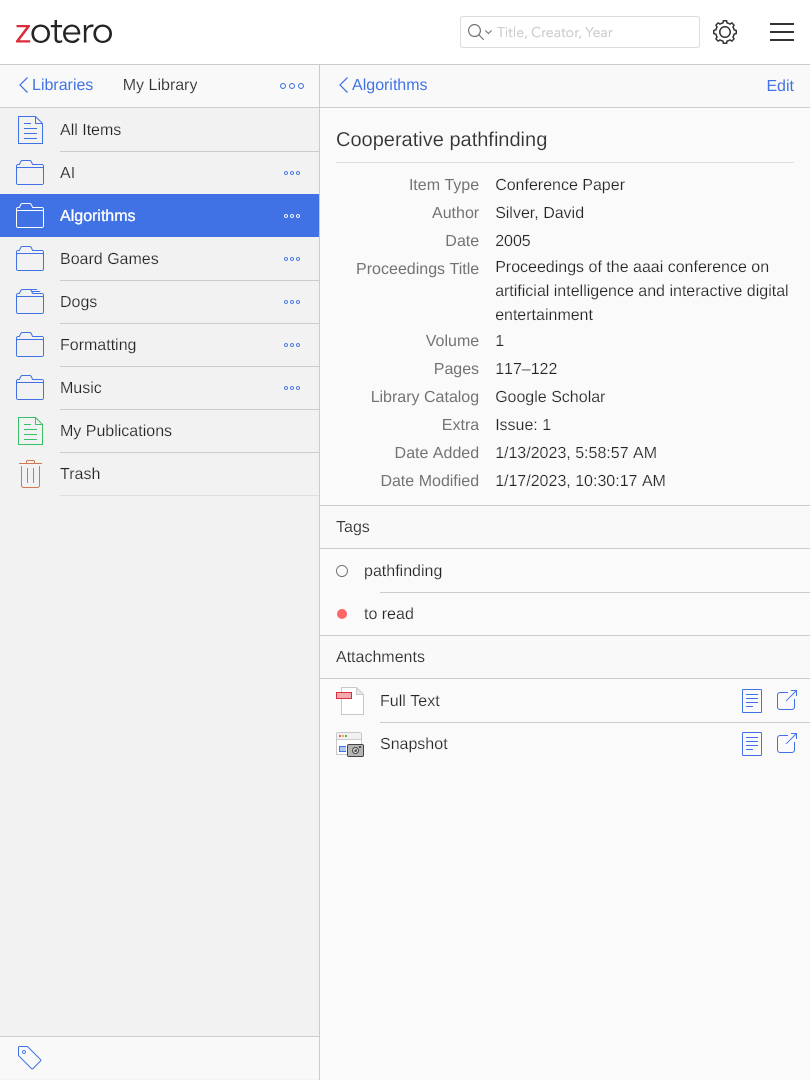 zotero
Title, Creator, Year
Libraries My Library
All Items
AI
Algorithms
Board Games
Dogs
Formatting
Music
My Publications
Trash
Algorithms Edit
Cooperative pathfinding
Item Type Conference Paper
Author Silver, David
Date 2005
Proceedings Title Proceedings of the aaai conference on
artificial intelligence and interactive digital
entertainment
Volume 1
Pages 117–122
Library Catalog Google Scholar
Extra Issue: 1
Date Added 1/13/2023, 5:58:57 AM
Date Modified 1/17/2023, 10:30:17 AM
Tags
pathfinding
to read
Attachments
Full Text
Snapshot